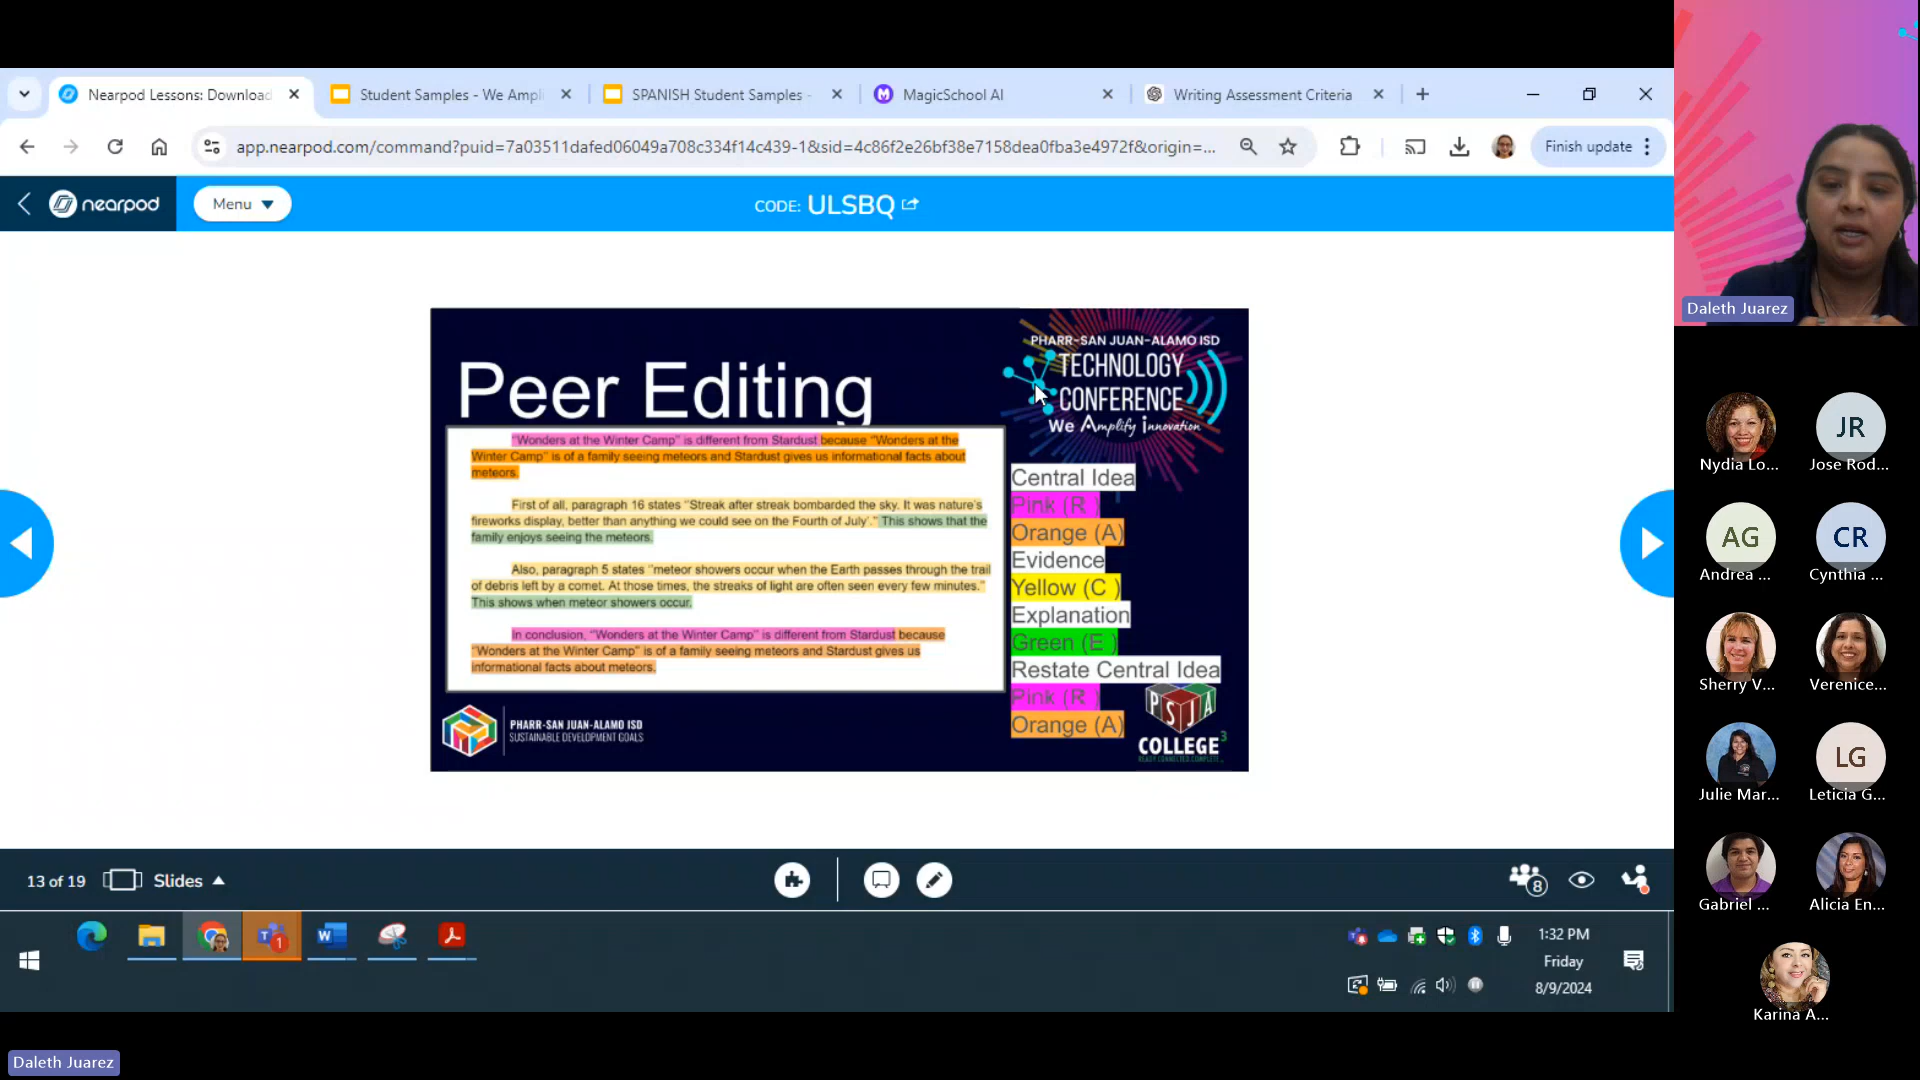 Nearpod Lessons: Download
Student Samples - We Ampli
SPANISH Student Samples -
MagicSchool AI
Writing Assessment Criteria
app.nearpod.com/command?puid=7a03511dafed06049a708c334f14c439-1&sid=4c86f2e26bf38e7158dea0fba3e4972f&origin=...
Finish update
nearpod
Menu
CODE: ULSBQ
Peer Editing
PHARR-SAN JUAN-ALAMO ISD
TECHNOLOGY
CONFERENCE
We Amplify Innovation
"Wonders at the Winter Camp" is different from Stardust because "Wonders at the
Winter Camp" is of a family seeing meteors and Stardust gives us informational facts about
meteors.
First of all, paragraph 16 states "Streak after streak bombarded the sky. It was nature's
fireworks display, better than anything we could see on the Fourth of July'." This shows that the
family enjoys seeing the meteors.
Also, paragraph 5 states "meteor showers occur when the Earth passes through the trail
of debris left by a comet. At those times, the streaks of light are often seen every few minutes."
This shows when meteor showers occur.
In conclusion, "Wonders at the Winter Camp" is different from Stardust because
"Wonders at the Winter Camp" is of a family seeing meteors and Stardust gives us
informational facts about meteors.
Central Idea
Pink (R )
Orange (A)
Evidence
Yellow (C )
Explanation
Green (E )
Restate Central Idea
Pink (R )
Orange (A)
PHARR-SAN JUAN-ALAMO ISD
SUSTAINABLE DEVELOPMENT GOALS
PSJA
COLLEGE³
READY.CONNECTED.COMPLETE.
13 of 19
Slides
8
1
1:32 PM
Friday
8/9/2024
Daleth Juarez
Nydia Lo...
JR
Jose Rod...
AG
Andrea ...
CR
Cynthia ...
Sherry V...
Verenice...
Julie Mar...
LG
Leticia G...
Gabriel ...
Alicia En...
Karina A...
Daleth Juarez